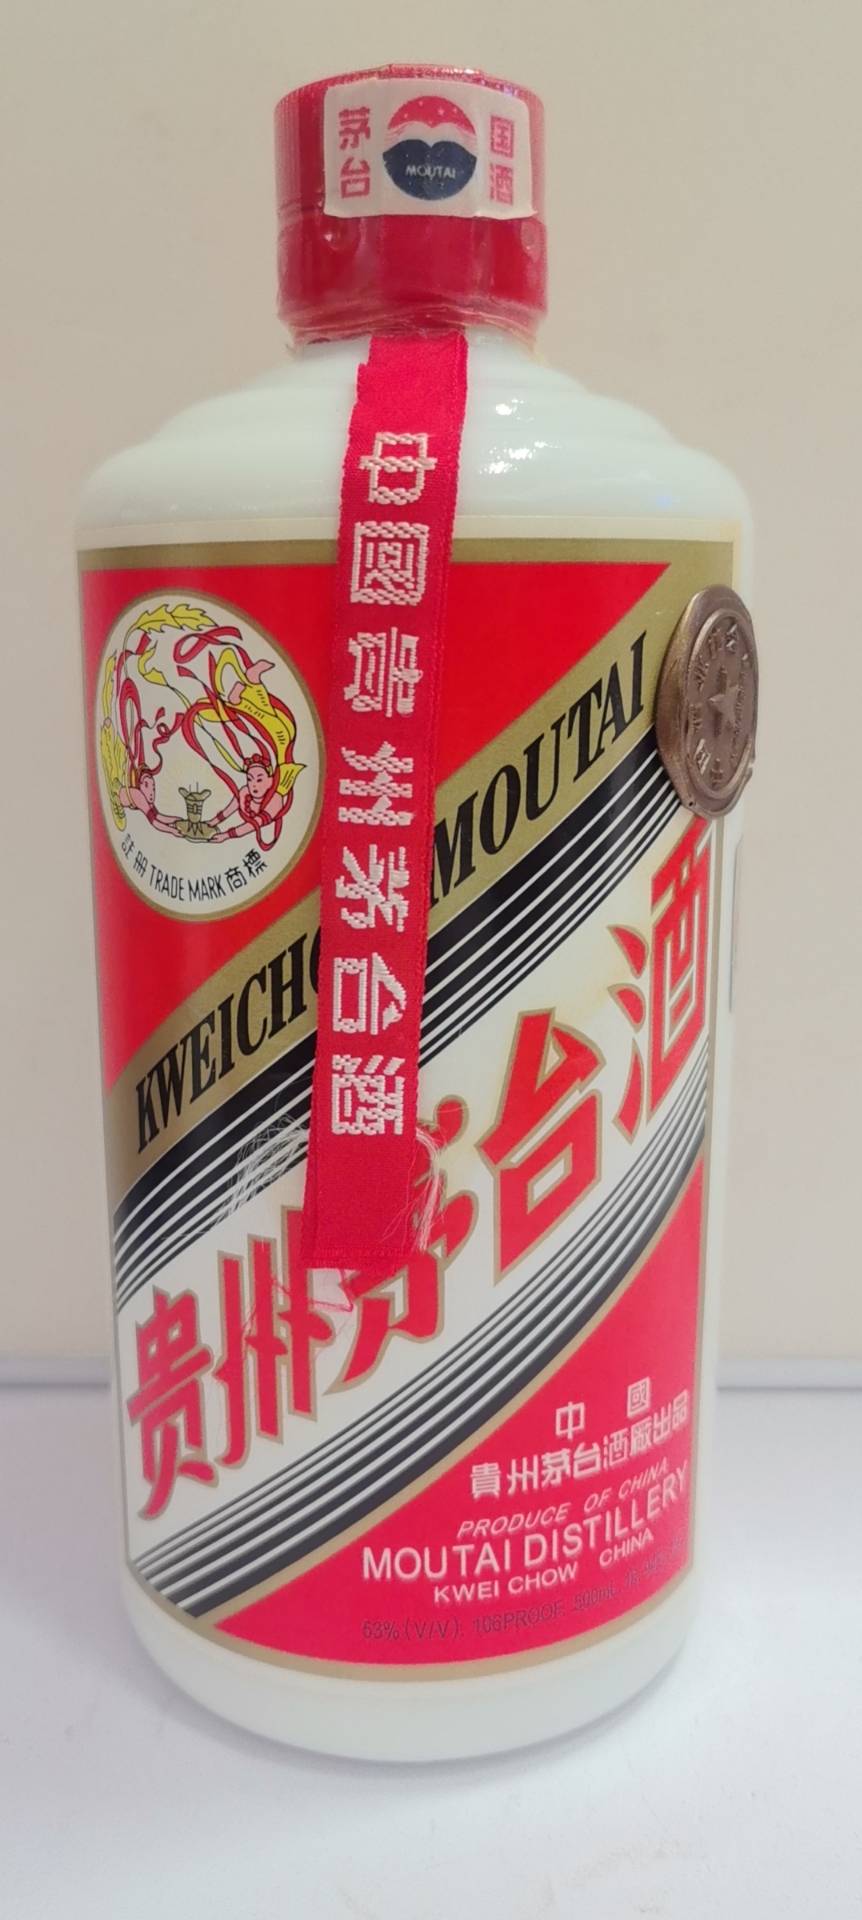 国酒
茅台
MOUTAI
中國贵州茅台酒
註册 TRADE MARK 商標
KWEICHO MOUTAI
贵州茅台酒
中國
貴州茅台酒廠出品
PRODUCE OF CHINA
MOUTAI DISTILLERY
KWEI CHOW CHINA
53% (V/V). 106PROOF. 500mL